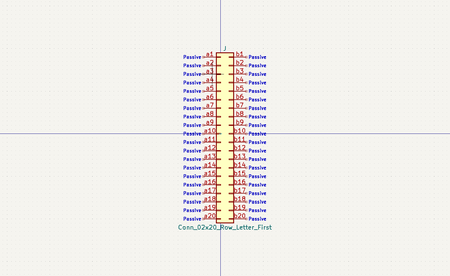 J
Passive a1 b1 Passive
Passive a2 b2 Passive
Passive a3 b3 Passive
Passive a4 b4 Passive
Passive a5 b5 Passive
Passive a6 b6 Passive
Passive a7 b7 Passive
Passive a8 b8 Passive
Passive a9 b9 Passive
Passive a10 b10 Passive
Passive a11 b11 Passive
Passive a12 b12 Passive
Passive a13 b13 Passive
Passive a14 b14 Passive
Passive a15 b15 Passive
Passive a16 b16 Passive
Passive a17 b17 Passive
Passive a18 b18 Passive
Passive a19 b19 Passive
Passive a20 b20 Passive
Conn_02x20_Row_Letter_First